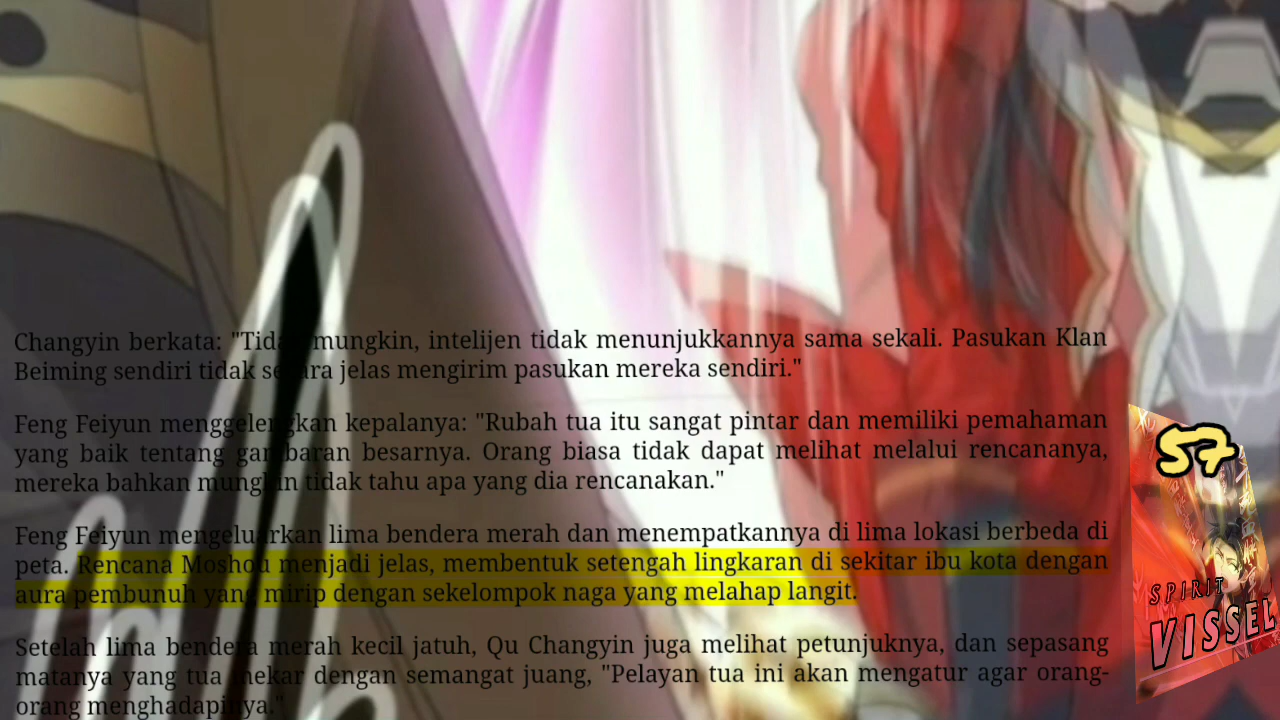 Changyin berkata: "Tidak mungkin, intelijen tidak menunjukkannya sama sekali. Pasukan Klan
Beiming sendiri tidak secara jelas mengirim pasukan mereka sendiri."
Feng Feiyun menggelengkan kepalanya: "Rubah tua itu sangat pintar dan memiliki pemahaman
yang baik tentang gambaran besarnya. Orang biasa tidak dapat melihat melalui rencananya,
mereka bahkan mungkin tidak tahu apa yang dia rencanakan."
Feng Feiyun mengeluarkan lima bendera merah dan menempatkannya di lima lokasi berbeda di
peta. Rencana Moshou menjadi jelas, membentuk setengah lingkaran di sekitar ibu kota dengan
aura pembunuh yang mirip dengan sekelompok naga yang melahap langit.
Setelah lima bendera merah kecil jatuh, Qu Changyin juga melihat petunjuknya, dan sepasang
matanya yang tua mekar dengan semangat juang, "Pelayan tua ini akan mengatur agar orang-
orang menghadapinya."
57
SPIRIT
VISSEL